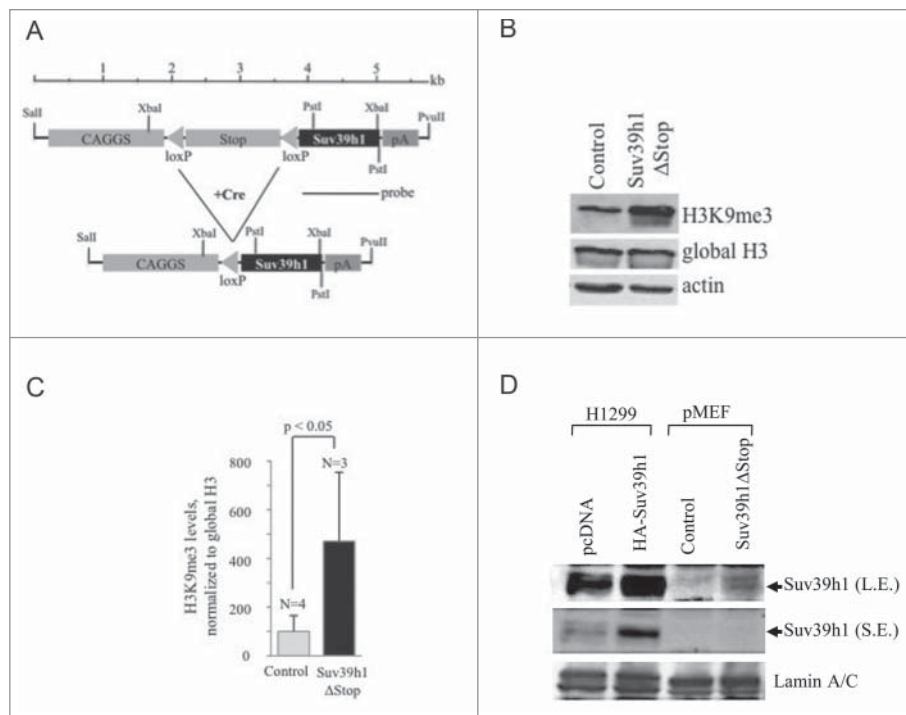 A
1 2 3 4 5 kb
SalI XbaI PstI XbaI PvuII
CAGGS Stop Suv39h1 pA
loxP loxP PstI
+Cre probe
SalI XbaI PstI XbaI PvuII
CAGGS Suv39h1 pA
loxP PstI
B
Control
Suv39h1
ΔStop
H3K9me3
global H3
actin
C
p < 0.05
800
600
400
200
100
0
H3K9me3 levels,
normalized to global H3
N=4
N=3
Control
Suv39h1
ΔStop
D
H1299 pMEF
pcDNA
HA-Suv39h1
Control
Suv39h1ΔStop
Suv39h1 (L.E.)
Suv39h1 (S.E.)
Lamin A/C